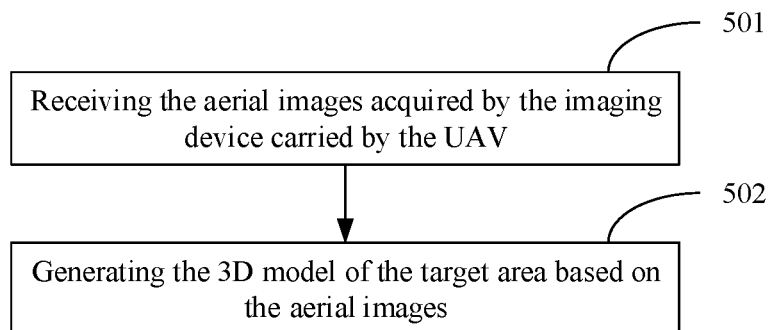 501
Receiving the aerial images acquired by the imaging
device carried by the UAV
502
Generating the 3D model of the target area based on
the aerial images